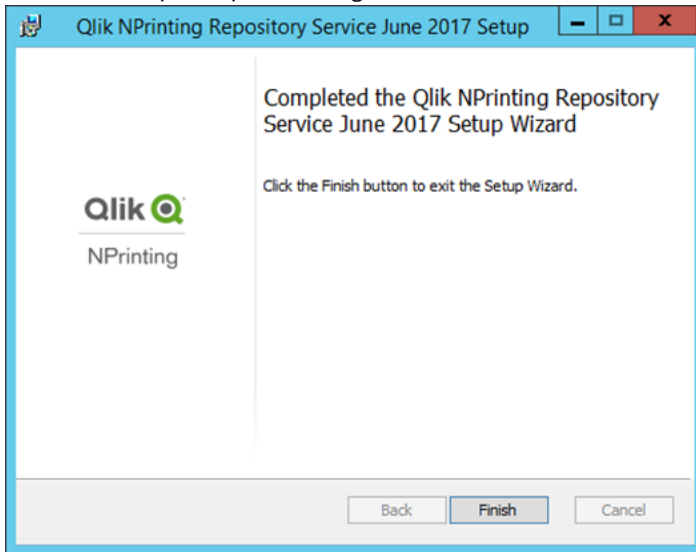 Qlik NPrinting Repository Service June 2017 Setup
Completed the Qlik NPrinting Repository
Service June 2017 Setup Wizard
Click the Finish button to exit the Setup Wizard.
Qlik
NPrinting
Back Finish Cancel